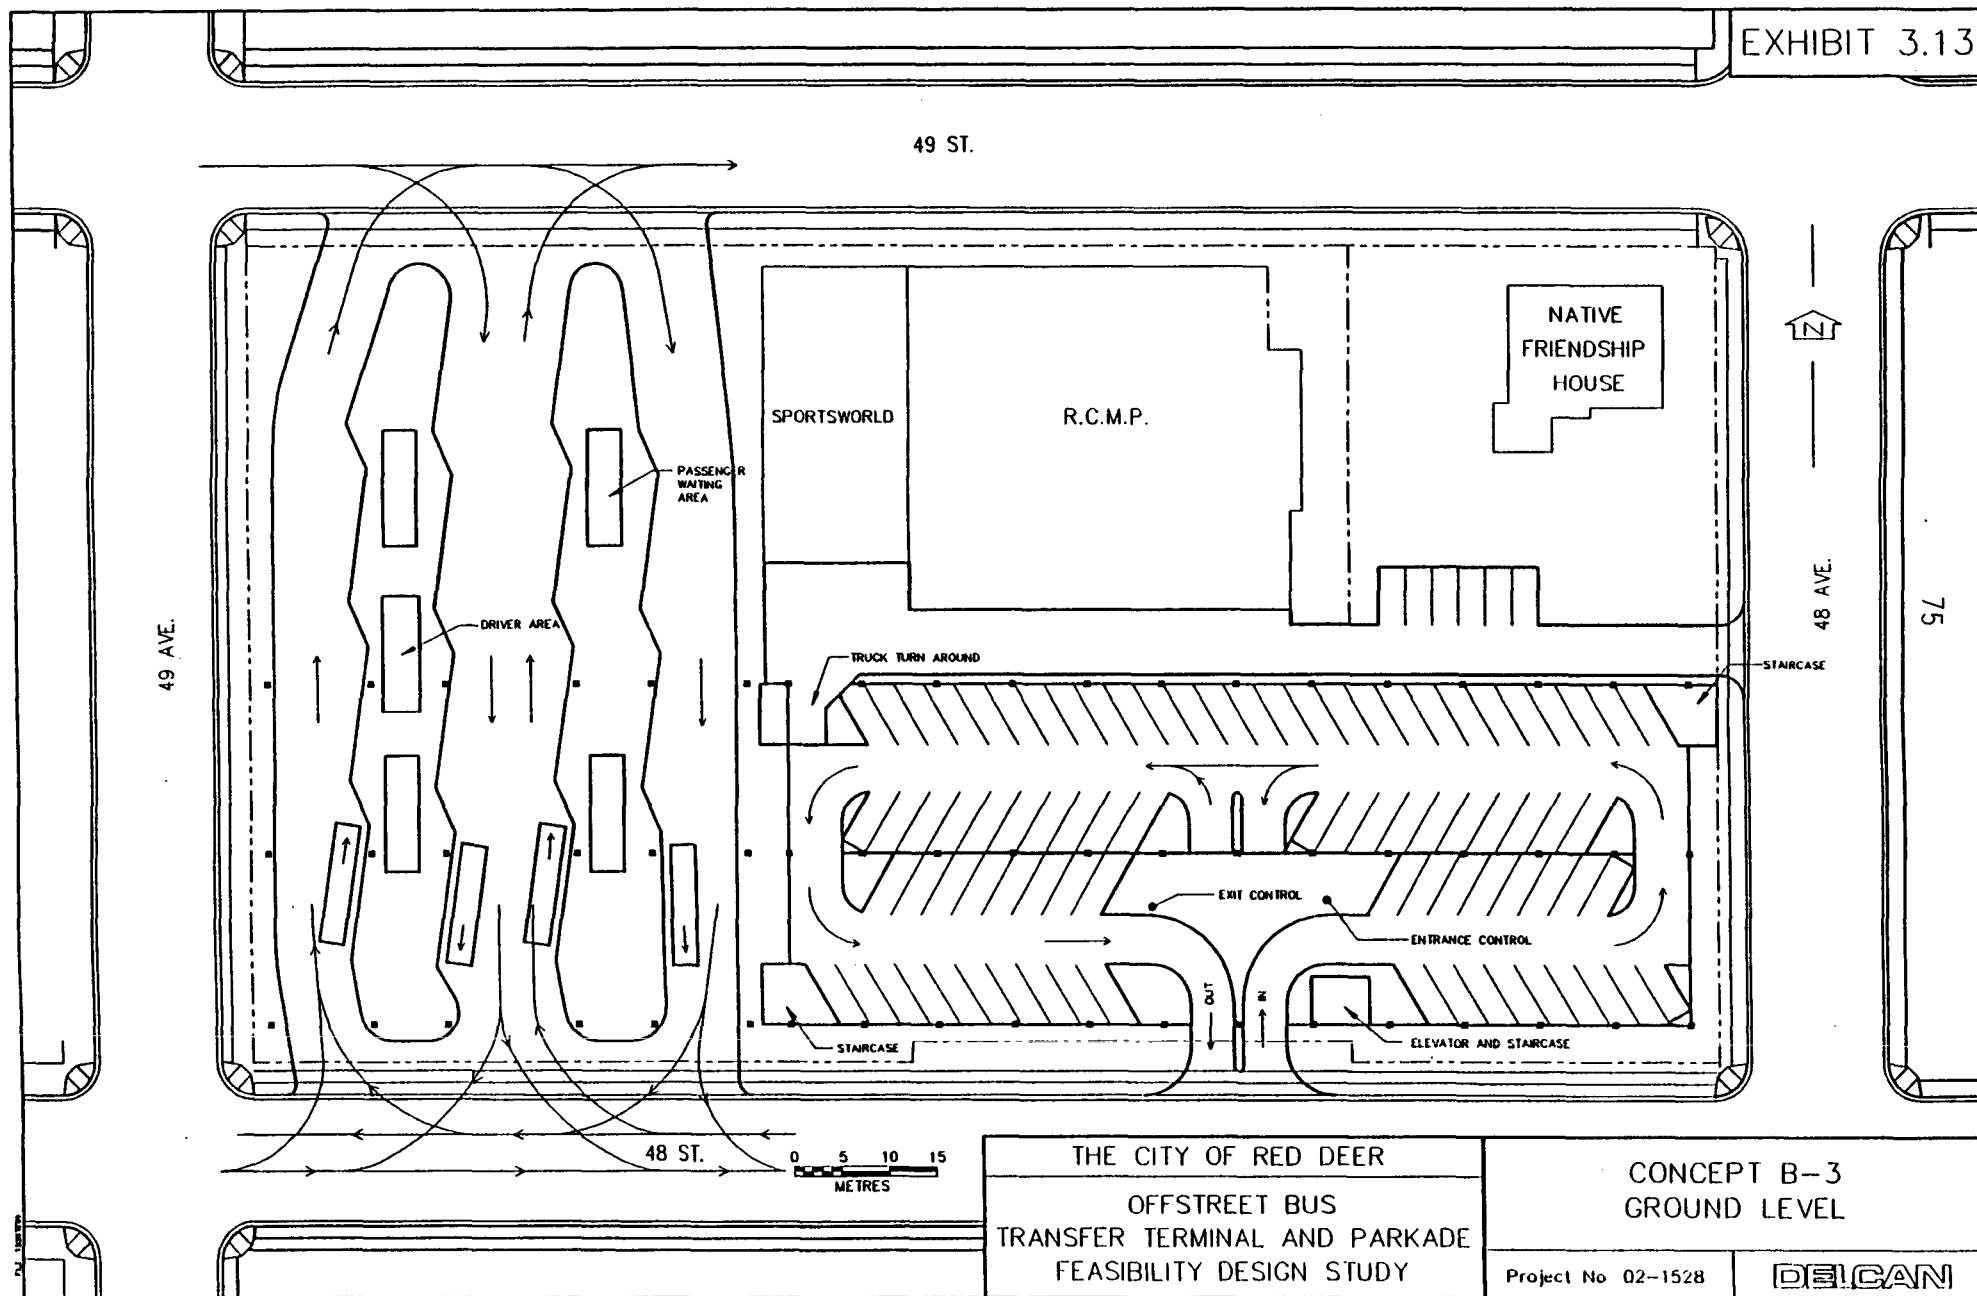 EXHIBIT 3.13
49 ST.
NATIVE
FRIENDSHIP
HOUSE
N
SPORTSWORLD
R.C.M.P.
PASSENGER
WAITING
AREA
DRIVER AREA
49 AVE.
48 AVE.
75
TRUCK TURN AROUND
STAIRCASE
EXIT CONTROL
ENTRANCE CONTROL
OUT
IN
STAIRCASE
ELEVATOR AND STAIRCASE
48 ST.
0 5 10 15
METRES
THE CITY OF RED DEER
OFFSTREET BUS
TRANSFER TERMINAL AND PARKADE
FEASIBILITY DESIGN STUDY
CONCEPT B-3
GROUND LEVEL
Project No 02-1528
DELCAN